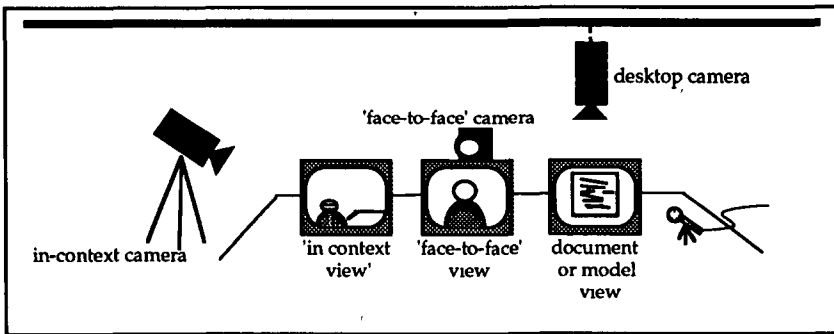 desktop camera
'face-to-face' camera
in-context camera
'in context
view'
'face-to-face'
view
document
or model
view